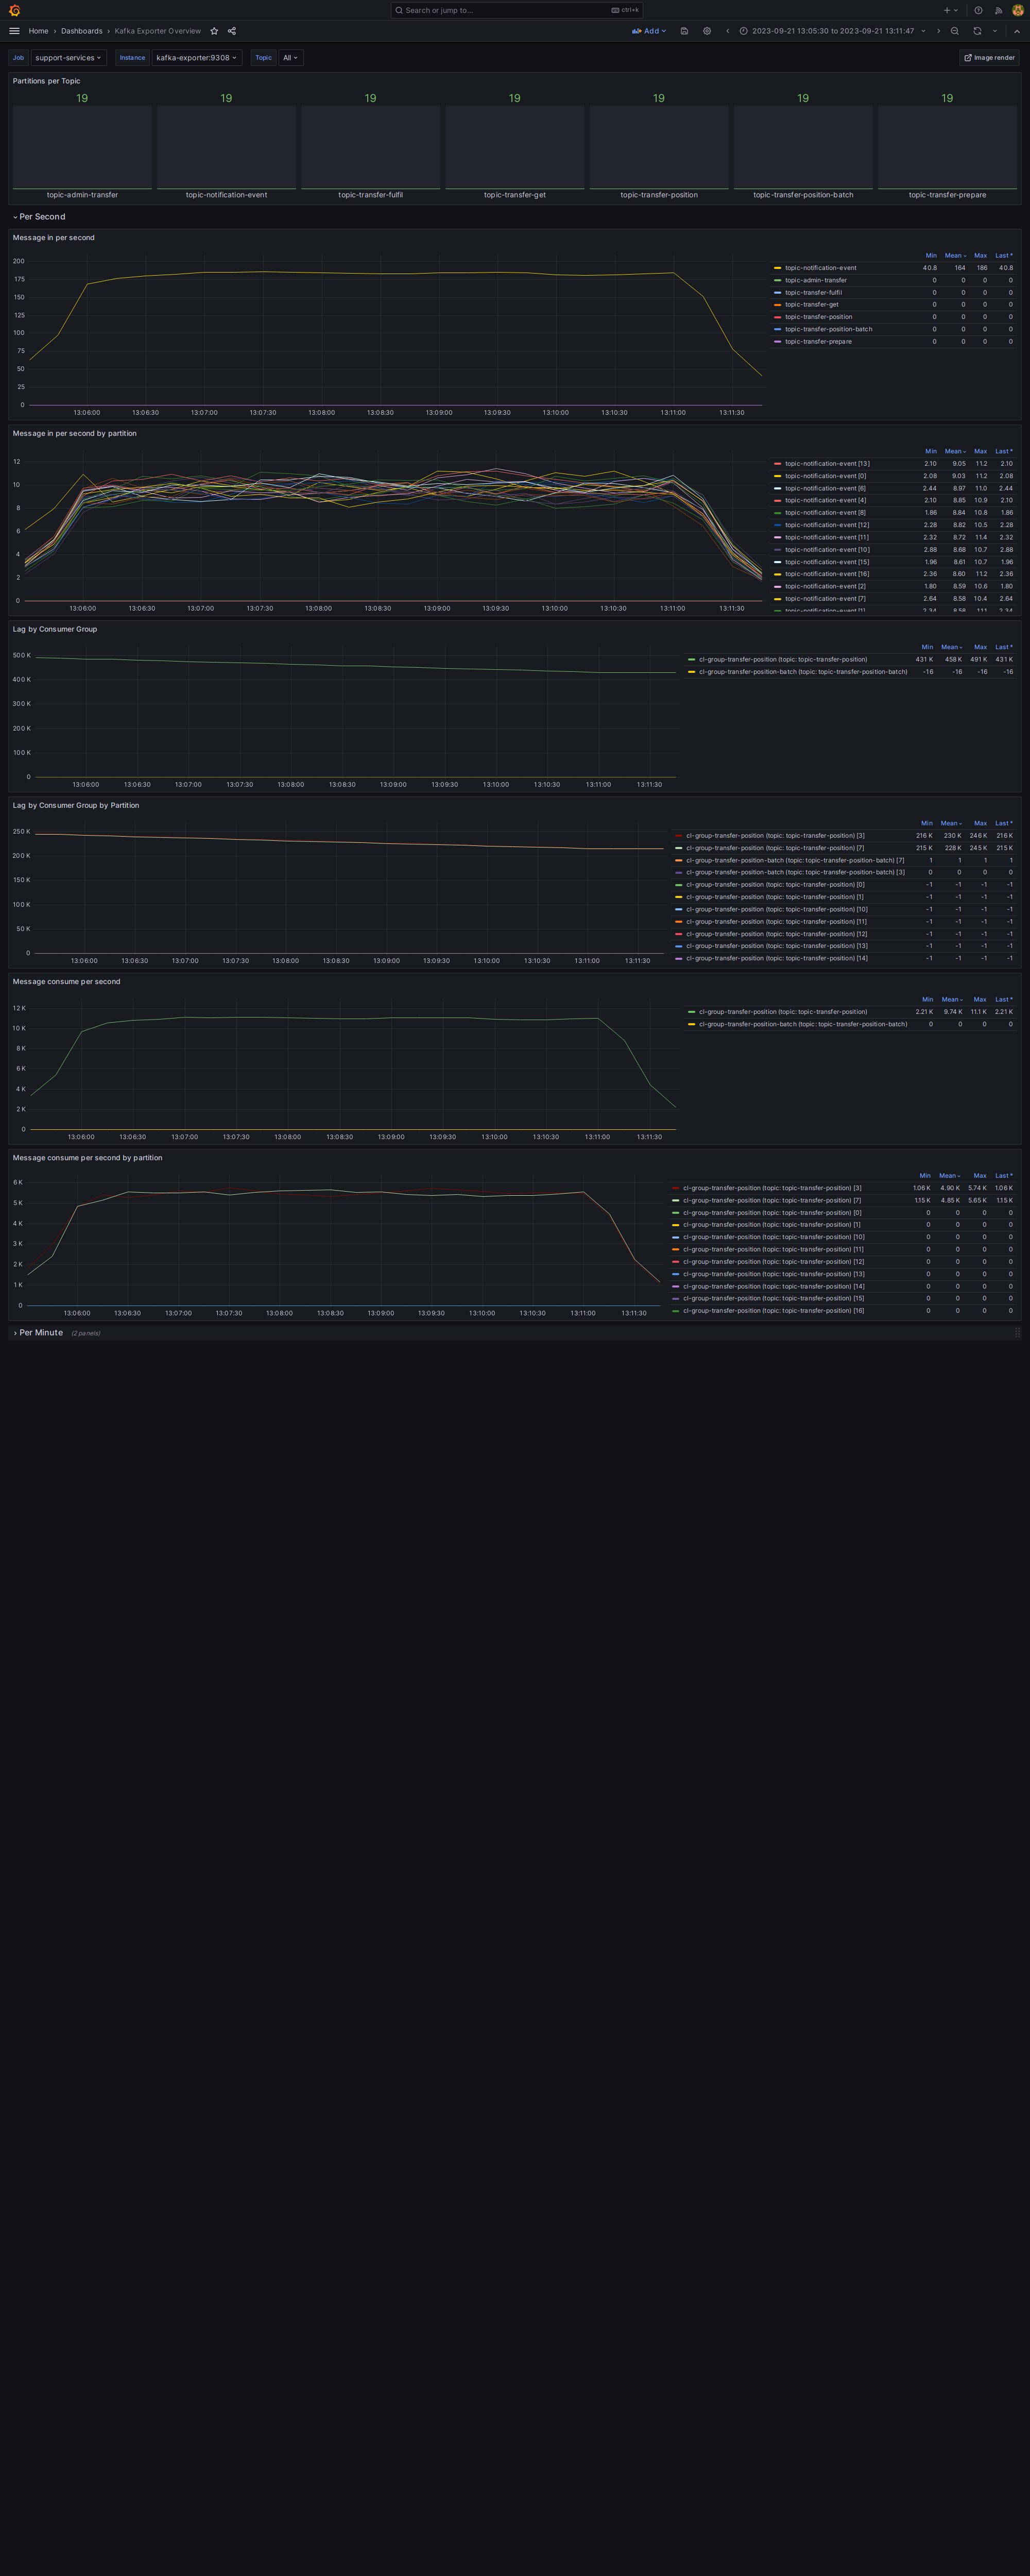 Search or jump to... ctrl+k
Home › Dashboards › Kafka Exporter Overview Add 2023-09-21 13:05:30 to 2023-09-21 13:11:47
Job support-services Instance kafka-exporter:9308 Topic All Image render
Partitions per Topic
19 19 19 19 19 19 19
topic-admin-transfer topic-notification-event topic-transfer-fulfil topic-transfer-get topic-transfer-position topic-transfer-position-batch topic-transfer-prepare
Per Second
Message in per second
Min Mean Max Last *
topic-notification-event 40.8 164 186 40.8
topic-admin-transfer 0 0 0 0
topic-transfer-fulfil 0 0 0 0
topic-transfer-get 0 0 0 0
topic-transfer-position 0 0 0 0
topic-transfer-position-batch 0 0 0 0
topic-transfer-prepare 0 0 0 0
200
175
150
125
100
75
50
25
0
13:06:00 13:06:30 13:07:00 13:07:30 13:08:00 13:08:30 13:09:00 13:09:30 13:10:00 13:10:30 13:11:00 13:11:30
Message in per second by partition
Min Mean Max Last *
topic-notification-event [13] 2.10 9.05 11.2 2.10
topic-notification-event [0] 2.08 9.03 11.2 2.08
topic-notification-event [6] 2.44 8.97 11.0 2.44
topic-notification-event [4] 2.10 8.85 10.9 2.10
topic-notification-event [8] 1.86 8.84 10.8 1.86
topic-notification-event [12] 2.28 8.82 10.5 2.28
topic-notification-event [11] 2.32 8.72 11.4 2.32
topic-notification-event [10] 2.88 8.68 10.7 2.88
topic-notification-event [15] 1.96 8.61 10.7 1.96
topic-notification-event [16] 2.36 8.60 11.2 2.36
topic-notification-event [2] 1.80 8.59 10.6 1.80
topic-notification-event [7] 2.64 8.58 10.4 2.64
topic-notification-event [1] 2.34 8.58 11.1 2.34
12
10
8
6
4
2
0
13:06:00 13:06:30 13:07:00 13:07:30 13:08:00 13:08:30 13:09:00 13:09:30 13:10:00 13:10:30 13:11:00 13:11:30
Lag by Consumer Group
Min Mean Max Last *
cl-group-transfer-position (topic: topic-transfer-position) 431 K 458 K 491 K 431 K
cl-group-transfer-position-batch (topic: topic-transfer-position-batch) -16 -16 -16 -16
500 K
400 K
300 K
200 K
100 K
0
13:06:00 13:06:30 13:07:00 13:07:30 13:08:00 13:08:30 13:09:00 13:09:30 13:10:00 13:10:30 13:11:00 13:11:30
Lag by Consumer Group by Partition
Min Mean Max Last *
cl-group-transfer-position (topic: topic-transfer-position) [3] 216 K 230 K 246 K 216 K
cl-group-transfer-position (topic: topic-transfer-position) [7] 215 K 228 K 245 K 215 K
cl-group-transfer-position-batch (topic: topic-transfer-position-batch) [7] 1 1 1 1
cl-group-transfer-position-batch (topic: topic-transfer-position-batch) [3] 0 0 0 0
cl-group-transfer-position (topic: topic-transfer-position) [0] -1 -1 -1 -1
cl-group-transfer-position (topic: topic-transfer-position) [1] -1 -1 -1 -1
cl-group-transfer-position (topic: topic-transfer-position) [10] -1 -1 -1 -1
cl-group-transfer-position (topic: topic-transfer-position) [11] -1 -1 -1 -1
cl-group-transfer-position (topic: topic-transfer-position) [12] -1 -1 -1 -1
cl-group-transfer-position (topic: topic-transfer-position) [13] -1 -1 -1 -1
cl-group-transfer-position (topic: topic-transfer-position) [14] -1 -1 -1 -1
250 K
200 K
150 K
100 K
50 K
0
13:06:00 13:06:30 13:07:00 13:07:30 13:08:00 13:08:30 13:09:00 13:09:30 13:10:00 13:10:30 13:11:00 13:11:30
Message consume per second
Min Mean Max Last *
cl-group-transfer-position (topic: topic-transfer-position) 2.21 K 9.74 K 11.1 K 2.21 K
cl-group-transfer-position-batch (topic: topic-transfer-position-batch) 0 0 0 0
12 K
10 K
8 K
6 K
4 K
2 K
0
13:06:00 13:06:30 13:07:00 13:07:30 13:08:00 13:08:30 13:09:00 13:09:30 13:10:00 13:10:30 13:11:00 13:11:30
Message consume per second by partition
Min Mean Max Last *
cl-group-transfer-position (topic: topic-transfer-position) [3] 1.06 K 4.90 K 5.74 K 1.06 K
cl-group-transfer-position (topic: topic-transfer-position) [7] 1.15 K 4.85 K 5.65 K 1.15 K
cl-group-transfer-position (topic: topic-transfer-position) [0] 0 0 0 0
cl-group-transfer-position (topic: topic-transfer-position) [1] 0 0 0 0
cl-group-transfer-position (topic: topic-transfer-position) [10] 0 0 0 0
cl-group-transfer-position (topic: topic-transfer-position) [11] 0 0 0 0
cl-group-transfer-position (topic: topic-transfer-position) [12] 0 0 0 0
cl-group-transfer-position (topic: topic-transfer-position) [13] 0 0 0 0
cl-group-transfer-position (topic: topic-transfer-position) [14] 0 0 0 0
cl-group-transfer-position (topic: topic-transfer-position) [15] 0 0 0 0
cl-group-transfer-position (topic: topic-transfer-position) [16] 0 0 0 0
6 K
5 K
4 K
3 K
2 K
1 K
0
13:06:00 13:06:30 13:07:00 13:07:30 13:08:00 13:08:30 13:09:00 13:09:30 13:10:00 13:10:30 13:11:00 13:11:30
Per Minute (2 panels)